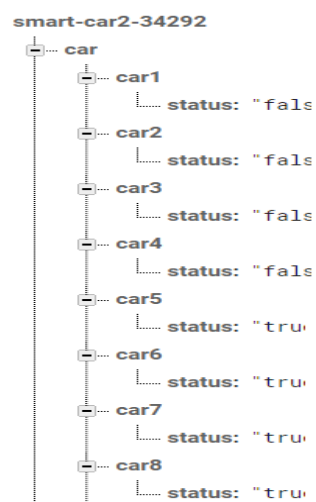 smart-car2-34292
car
car1
status: "fals
car2
status: "fals
car3
status: "fals
car4
status: "fals
car5
status: "tru
car6
status: "tru
car7
status: "tru
car8
status: "tru